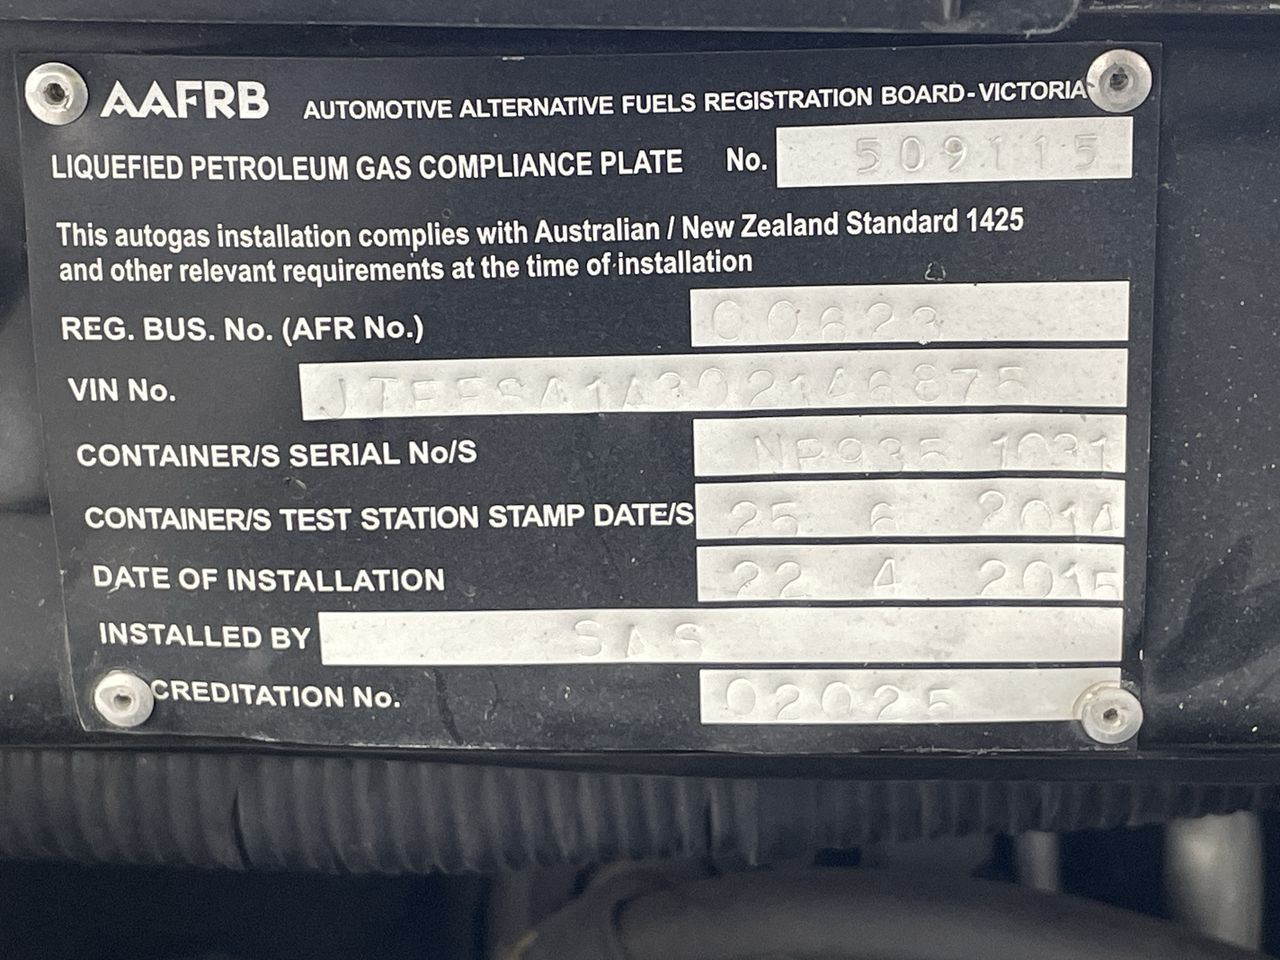 AAFRB AUTOMOTIVE ALTERNATIVE FUELS REGISTRATION BOARD-VICTORIA
LIQUEFIED PETROLEUM GAS COMPLIANCE PLATE No. 509115
This autogas installation complies with Australian / New Zealand Standard 1425
and other relevant requirements at the time of installation
REG. BUS. No. (AFR No.)
VIN No.
CONTAINER/S SERIAL No/S NP935 1031
CONTAINER/S TEST STATION STAMP DATE/S 25 6 2014
DATE OF INSTALLATION 22 4 2015
INSTALLED BY SAS
CREDITATION No. 02025